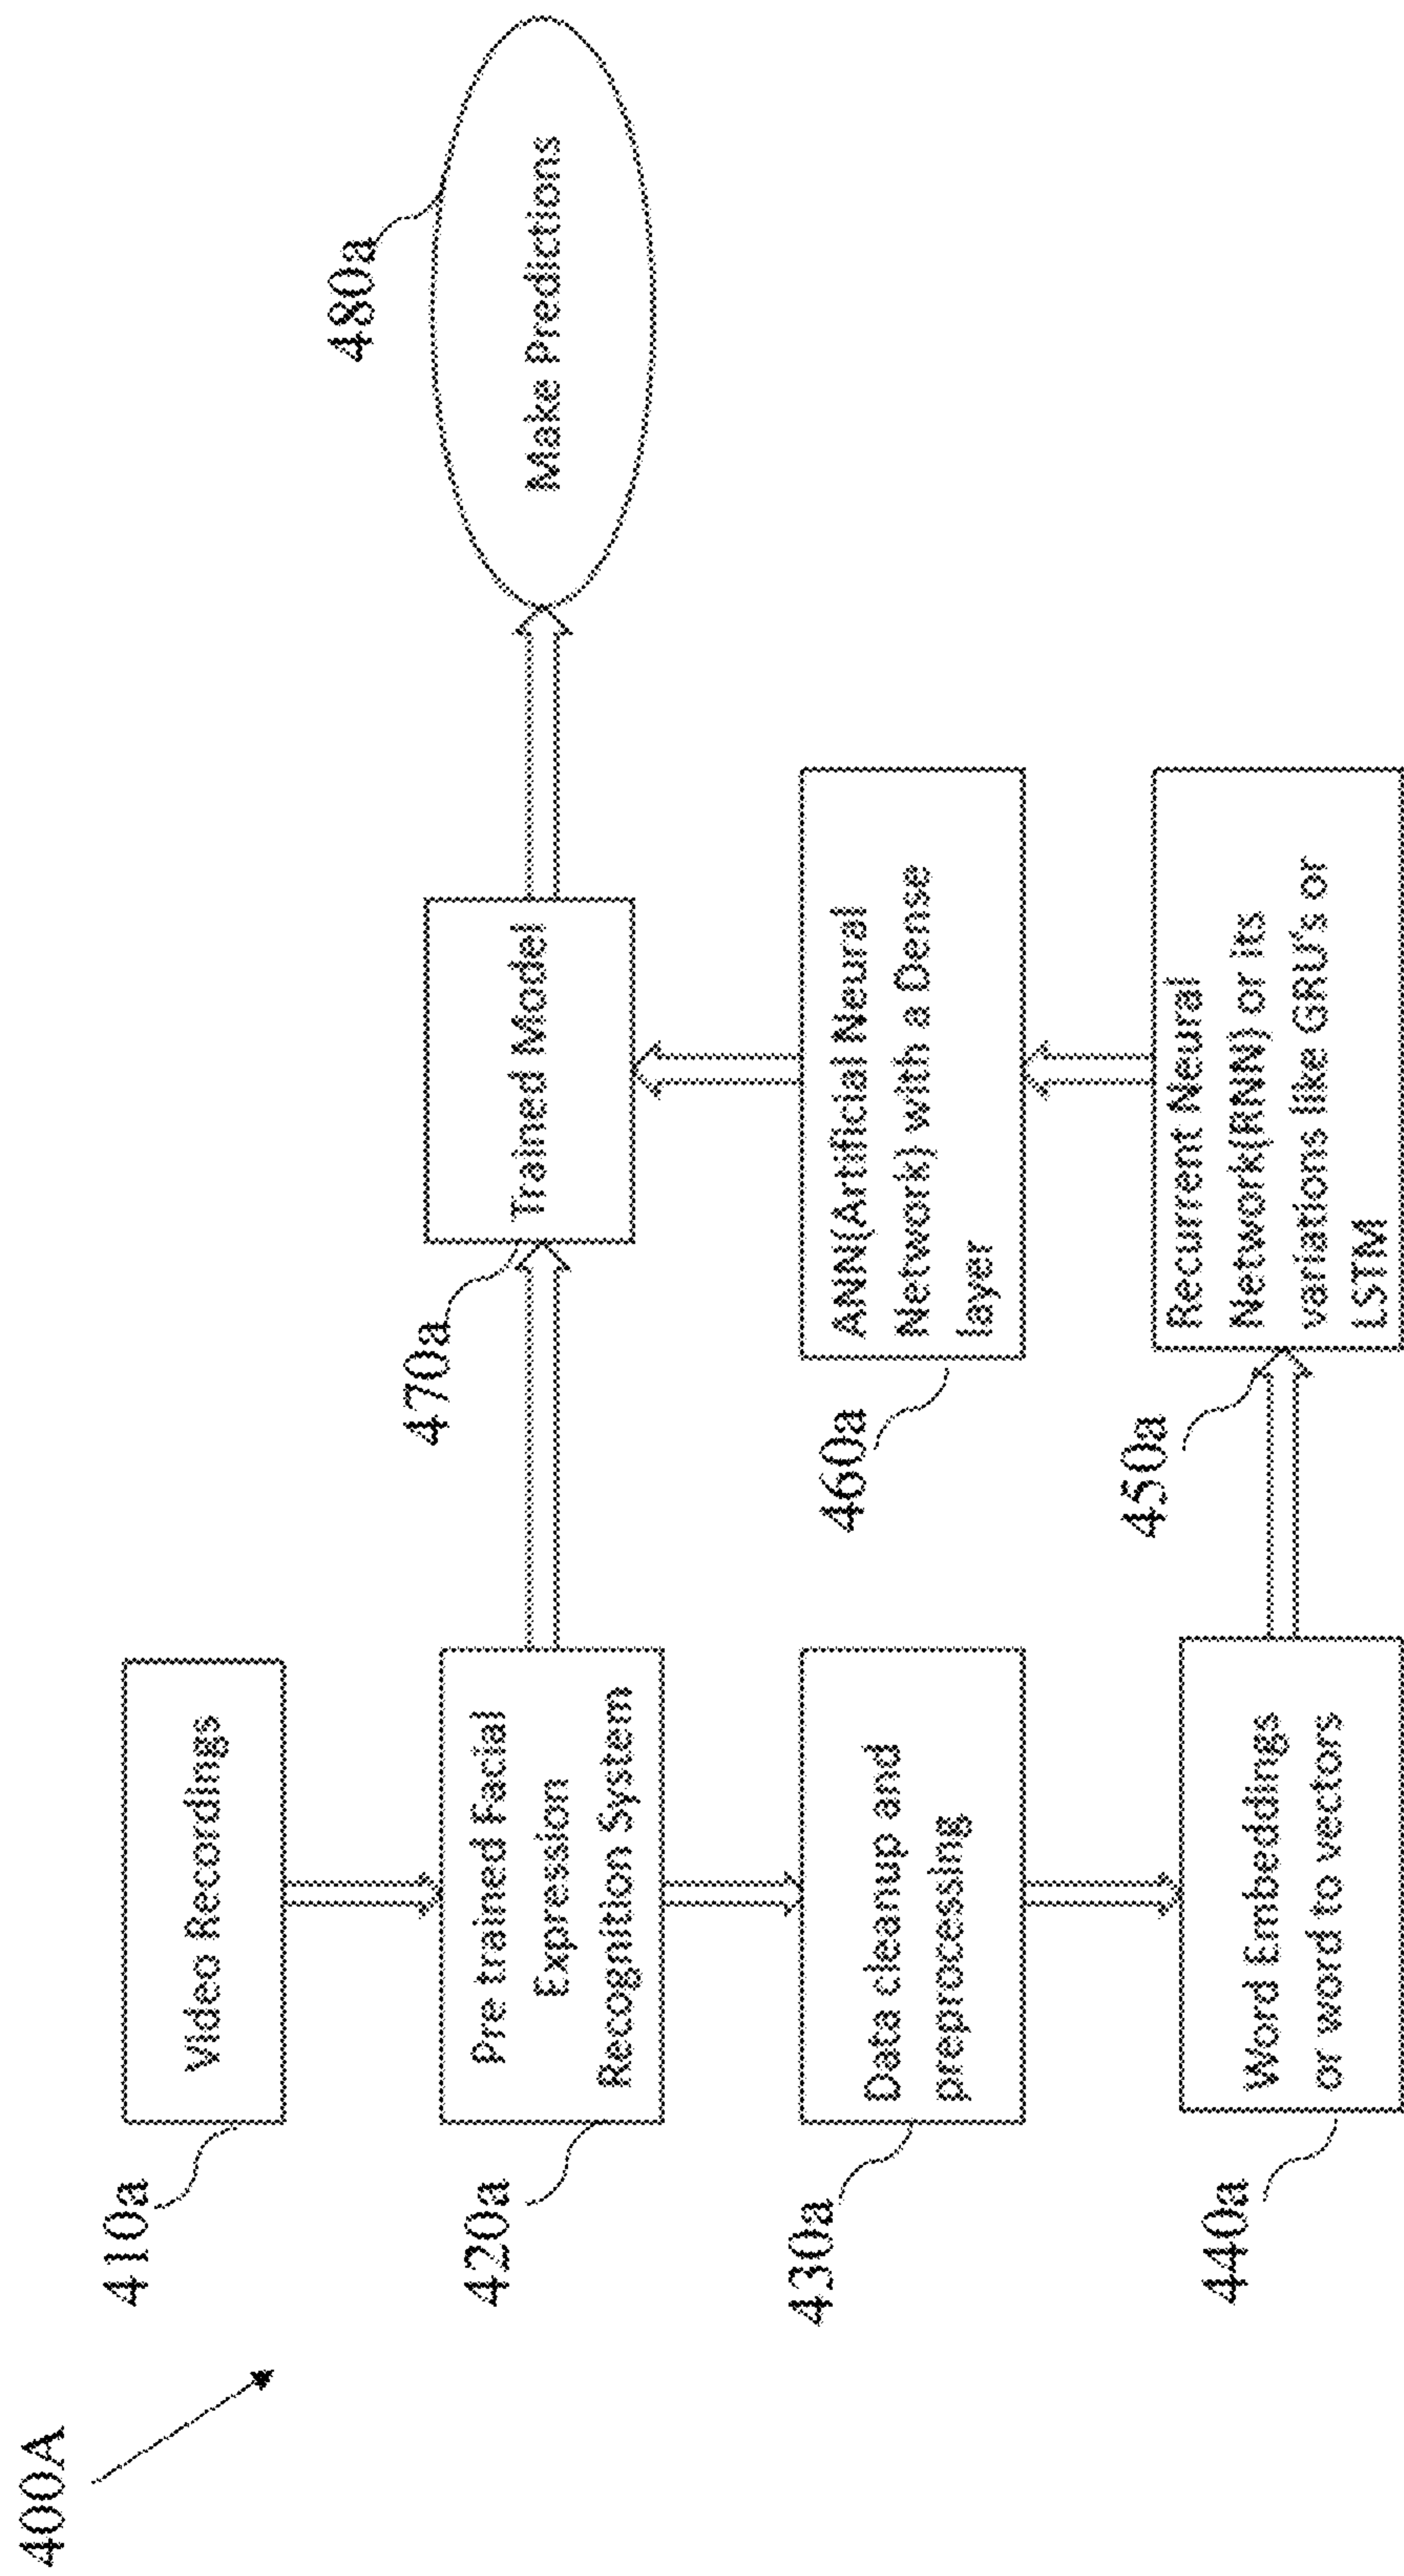 400A
410a
Video Recordings
420a
Pre trained Facial
Expression
Recognition System
430a
Data cleanup and
preprocessing
440a
Word Embeddings
or word to vectors
450a
Recurrent Neural
Network(RNN) or its
variations like GRU's or
LSTM
460a
ANN(Artificial Neural
Network) with a Dense
layer
470a
Trained Model
480a
Make Predictions